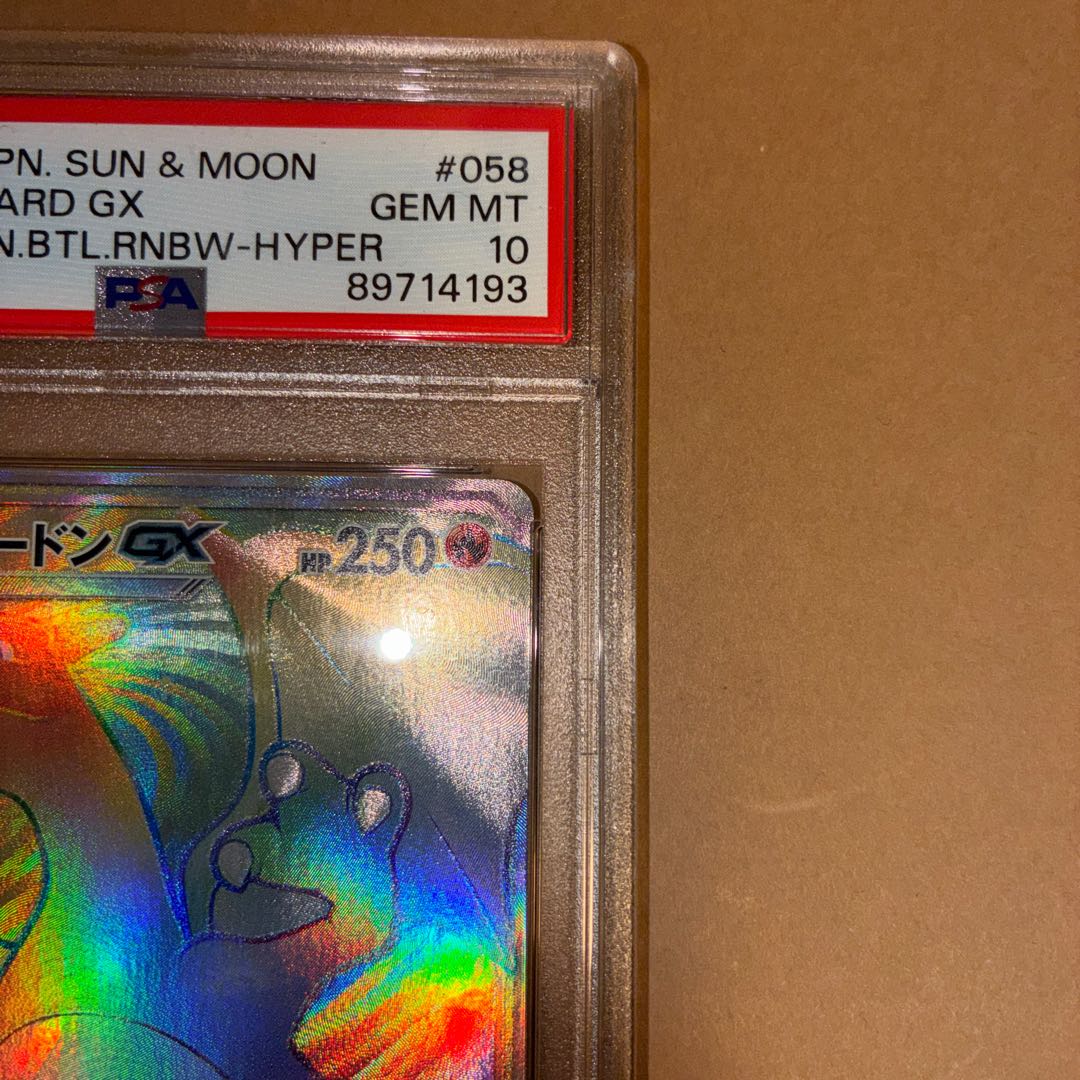 PN. SUN & MOON #058
ARD GX GEM MT
N.BTL.RNBW-HYPER 10
PSA 89714193
ードンGX HP250